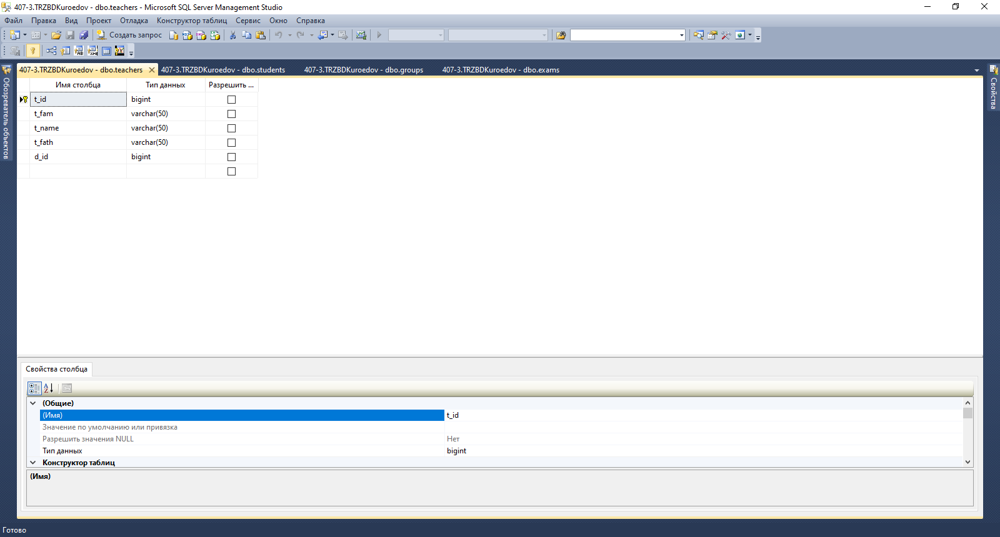 407-3.TRZBDKuroedov - dbo.teachers - Microsoft SQL Server Management Studio
Файл Правка Вид Проект Отладка Конструктор таблиц Сервис Окно Справка
Создать запрос
407-3.TRZBDKuroedov - dbo.teachers 407-3.TRZBDKuroedov - dbo.students 407-3.TRZBDKuroedov - dbo.groups 407-3.TRZBDKuroedov - dbo.exams
Обозреватель объектов
Свойства
Имя столбца Тип данных Разрешить ...
t_id bigint
t_fam varchar(50)
t_name varchar(50)
t_fath varchar(50)
d_id bigint
Свойства столбца
(Общие)
(Имя) t_id
Значение по умолчанию или привязка
Разрешить значения NULL Нет
Тип данных bigint
Конструктор таблиц
(Имя)
Готово